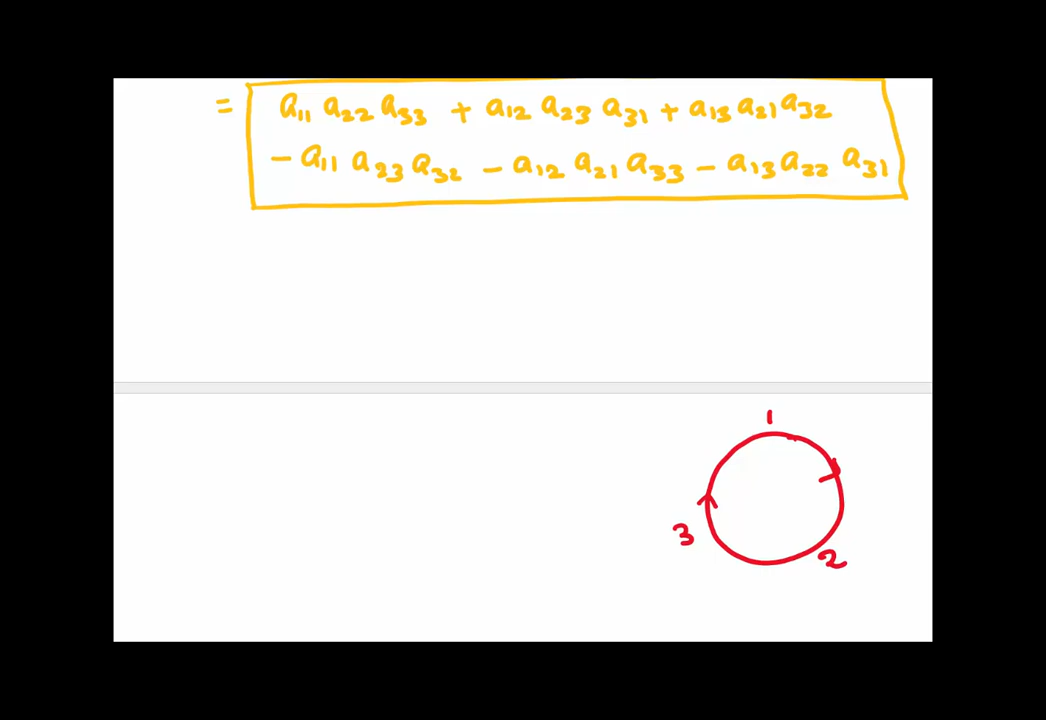 = a11 a22 a33 + a12 a23 a31 + a13 a21 a32
- a11 a23 a32 - a12 a21 a33 - a13 a22 a31
1
3
2